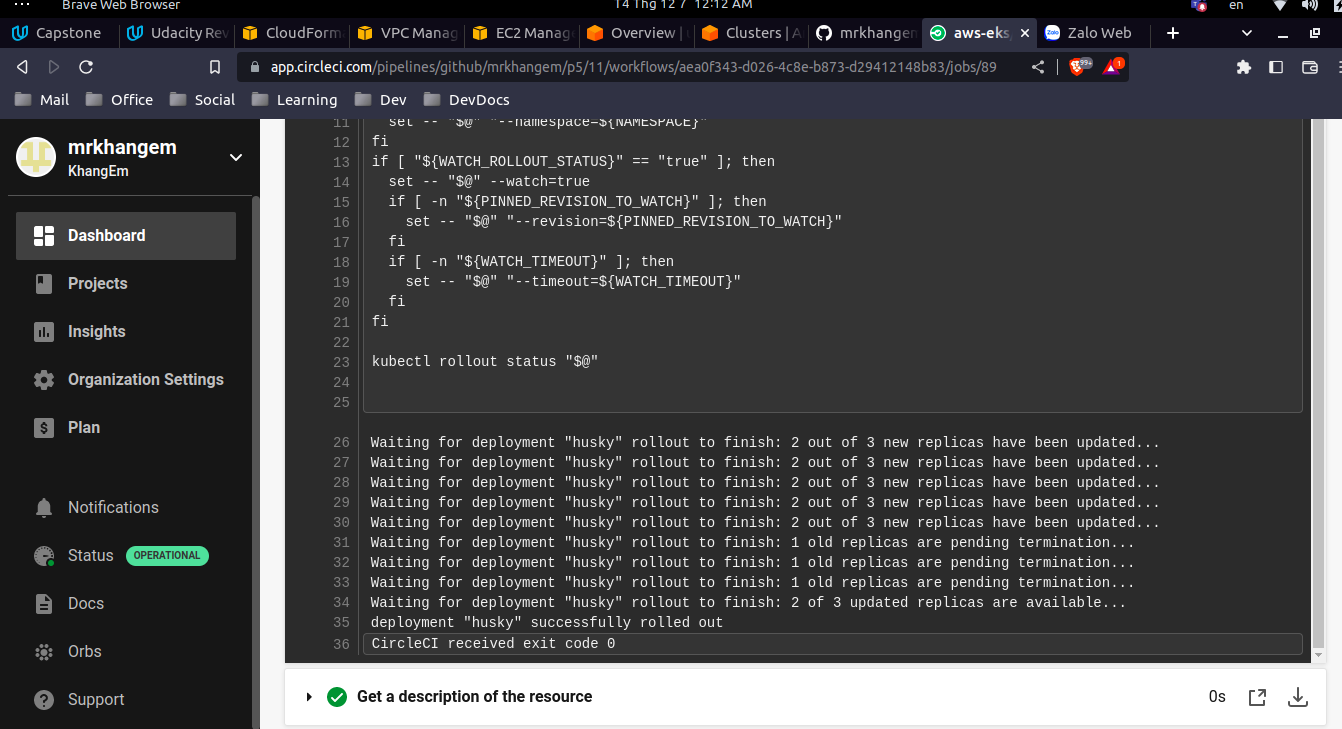 Brave Web Browser
14 Thg 12 7 12:12 AM
en
Capstone
Udacity Rev
CloudForm
VPC Manag
EC2 Manag
Overview |
Clusters | A
mrkhangem
aws-eks
Zalo Web
app.circleci.com/pipelines/github/mrkhangem/p5/11/workflows/aea0f343-d026-4c8e-b873-d29412148b83/jobs/89
99+
1
Mail
Office
Social
Learning
Dev
DevDocs
mrkhangem
KhangEm
Dashboard
Projects
Insights
Organization Settings
Plan
Notifications
Status OPERATIONAL
Docs
Orbs
Support
11 set -- "$@" "--namespace=${NAMESPACE}"
12 fi
13 if [ "${WATCH_ROLLOUT_STATUS}" == "true" ]; then
14 set -- "$@" --watch=true
15 if [ -n "${PINNED_REVISION_TO_WATCH}" ]; then
16 set -- "$@" "--revision=${PINNED_REVISION_TO_WATCH}"
17 fi
18 if [ -n "${WATCH_TIMEOUT}" ]; then
19 set -- "$@" "--timeout=${WATCH_TIMEOUT}"
20 fi
21 fi
22
23 kubectl rollout status "$@"
24
25
26 Waiting for deployment "husky" rollout to finish: 2 out of 3 new replicas have been updated...
27 Waiting for deployment "husky" rollout to finish: 2 out of 3 new replicas have been updated...
28 Waiting for deployment "husky" rollout to finish: 2 out of 3 new replicas have been updated...
29 Waiting for deployment "husky" rollout to finish: 2 out of 3 new replicas have been updated...
30 Waiting for deployment "husky" rollout to finish: 2 out of 3 new replicas have been updated...
31 Waiting for deployment "husky" rollout to finish: 1 old replicas are pending termination...
32 Waiting for deployment "husky" rollout to finish: 1 old replicas are pending termination...
33 Waiting for deployment "husky" rollout to finish: 1 old replicas are pending termination...
34 Waiting for deployment "husky" rollout to finish: 2 of 3 updated replicas are available...
35 deployment "husky" successfully rolled out
36 CircleCI received exit code 0
Get a description of the resource
0s